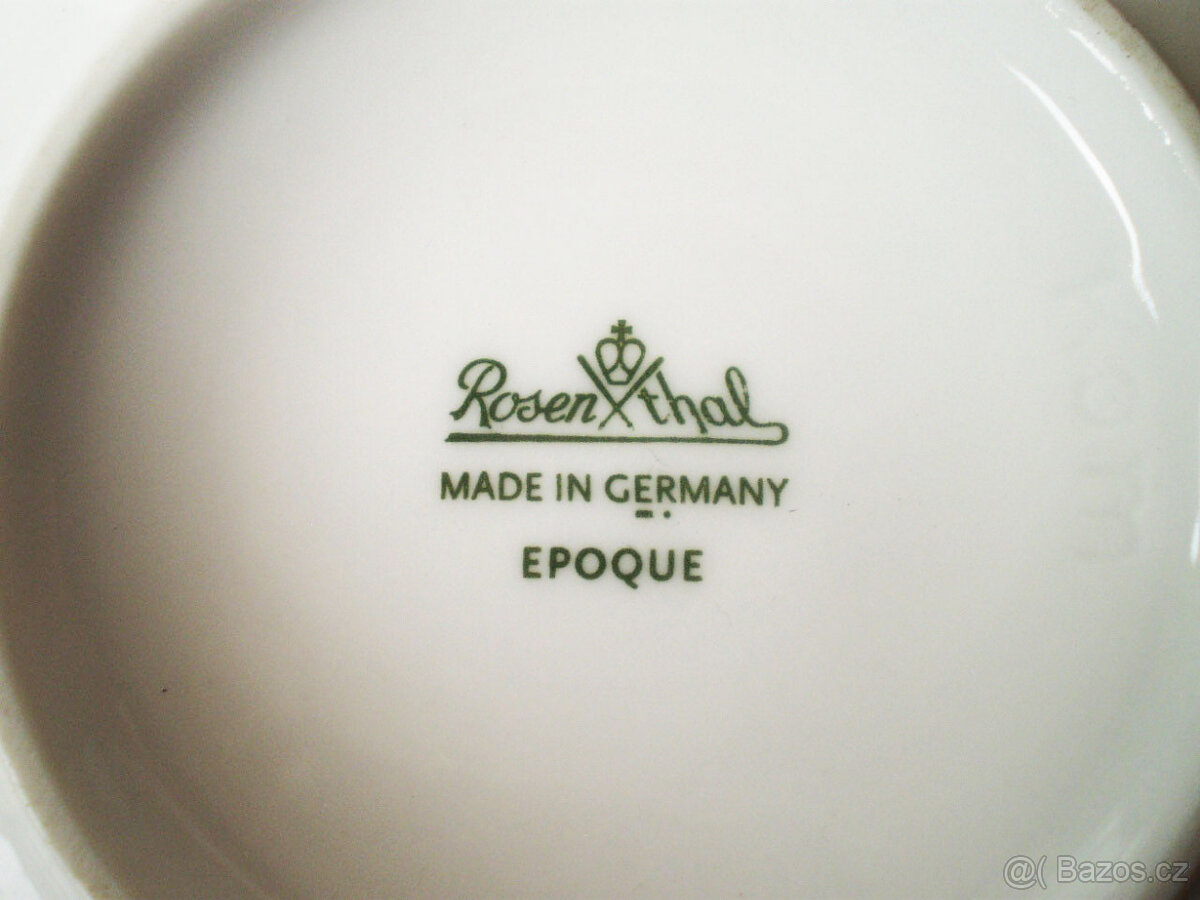 Rosenthal
MADE IN GERMANY
EPOQUE
@( Bazos.cz